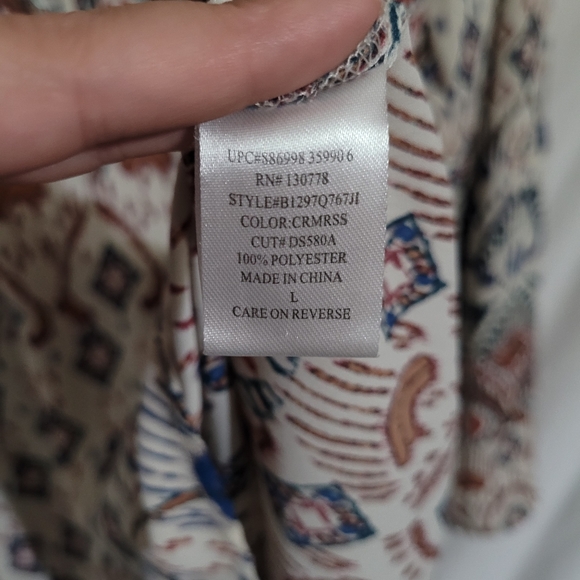 UPC#S86998 35990 6
RN# 130778
STYLE#B1297Q767JI
COLOR:CRMRSS
CUT# DS580A
100% POLYESTER
MADE IN CHINA
L
CARE ON REVERSE